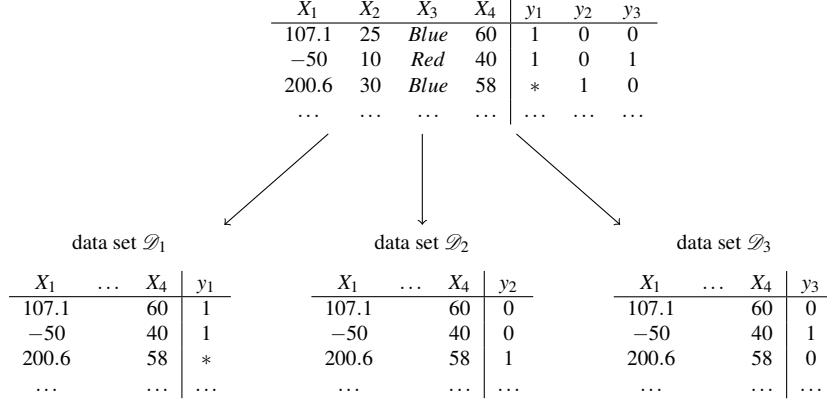 X₁ X₂ X₃ X₄ y₁ y₂ y₃
107.1 25 Blue 60 1 0 0
−50 10 Red 40 1 0 1
200.6 30 Blue 58 ∗ 1 0
... ... ... ... ... ... ...
data set 𝒟₁ data set 𝒟₂ data set 𝒟₃
X₁ ... X₄ y₁ X₁ ... X₄ y₂ X₁ ... X₄ y₃
107.1 60 1 107.1 60 0 107.1 60 0
−50 40 1 −50 40 0 −50 40 1
200.6 58 ∗ 200.6 58 1 200.6 58 0
... ... ... ... ... ... ... ... ...